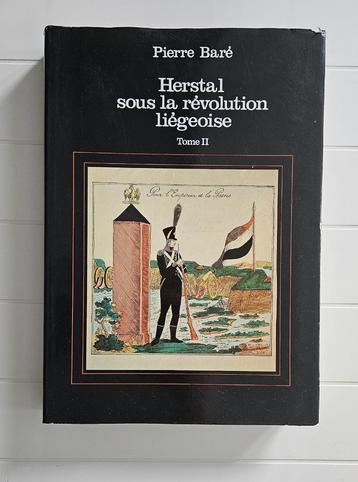 Pierre Baré
Herstal
sous la révolution
liégeoise
Tome II
Pour l'Empereur et la Patrie